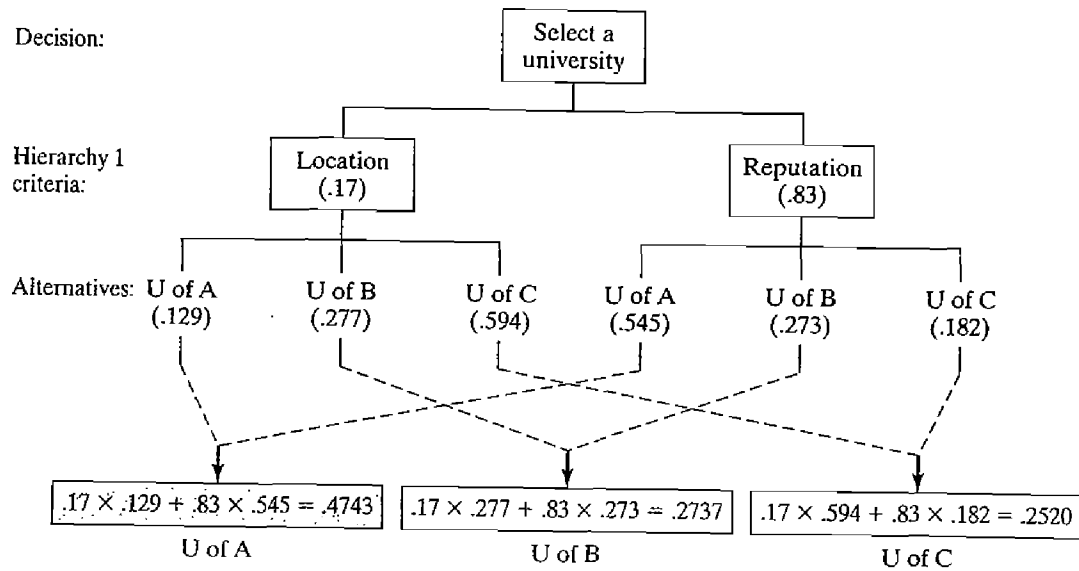 Decision:
Select a
university
Hierarchy 1
criteria:
Location
(.17)
Reputation
(.83)
Alternatives:
U of A
(.129)
U of B
(.277)
U of C
(.594)
U of A
(.545)
U of B
(.273)
U of C
(.182)
.17 × .129 + .83 × .545 = .4743
U of A
.17 × .277 + .83 × .273 = .2737
U of B
.17 × .594 + .83 × .182 = .2520
U of C